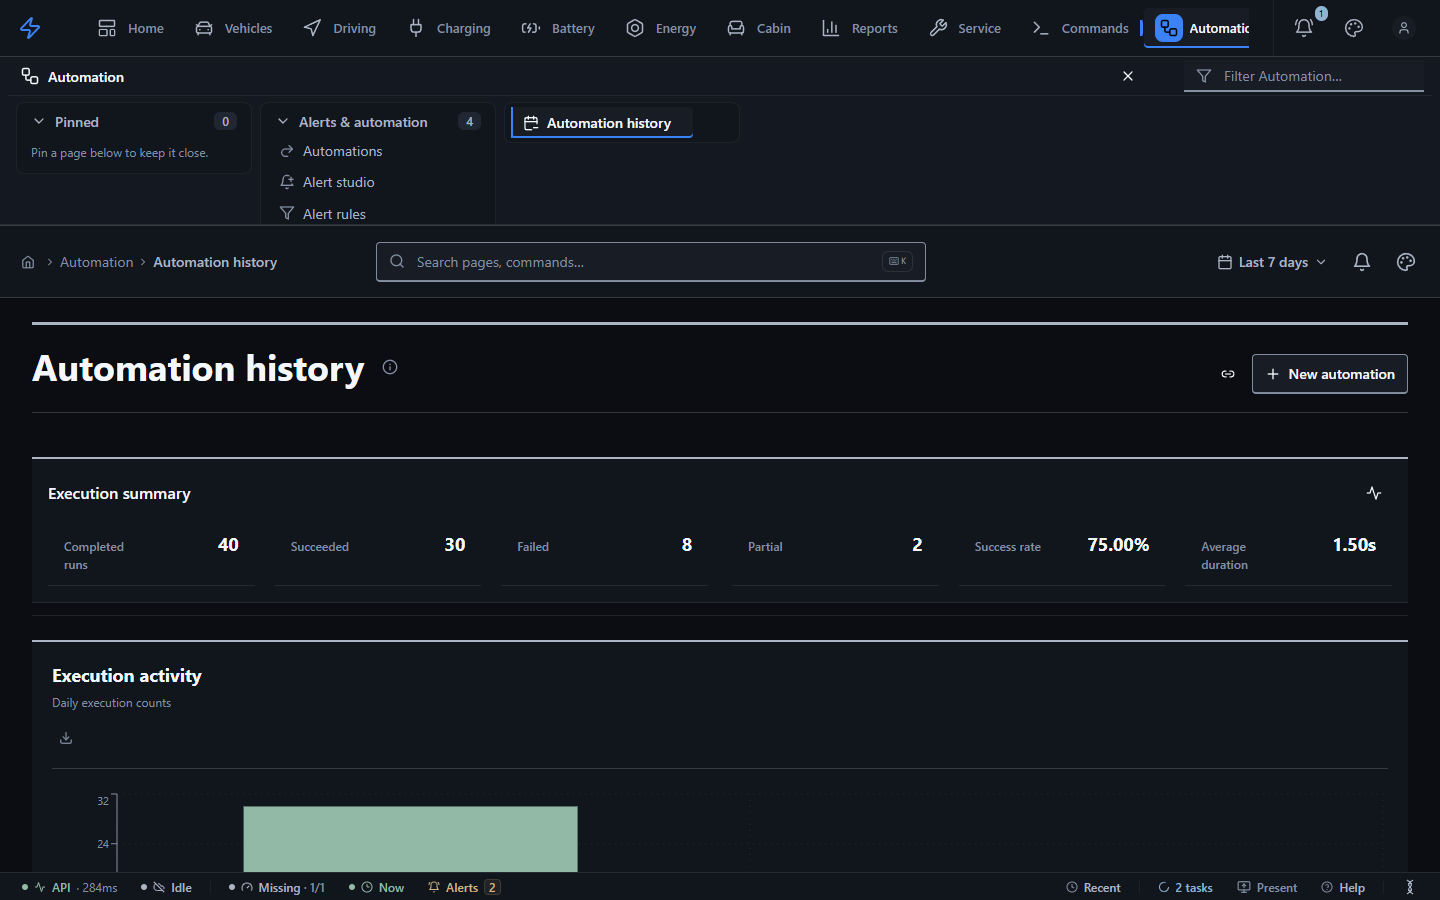 Home
Vehicles
Driving
Charging
Battery
Energy
Cabin
Reports
Service
Commands
Automatic
1
Automation
Filter Automation...
Pinned 0
Pin a page below to keep it close.
Alerts & automation 4
Automations
Alert studio
Alert rules
Automation history
Automation
Automation history
Search pages, commands...
K
Last 7 days
Automation history
New automation
Execution summary
Completed runs 40
Succeeded 30
Failed 8
Partial 2
Success rate 75.00%
Average duration 1.50s
Execution activity
Daily execution counts
32
24
API · 284ms
Idle
Missing · 1/1
Now
Alerts 2
Recent
2 tasks
Present
Help